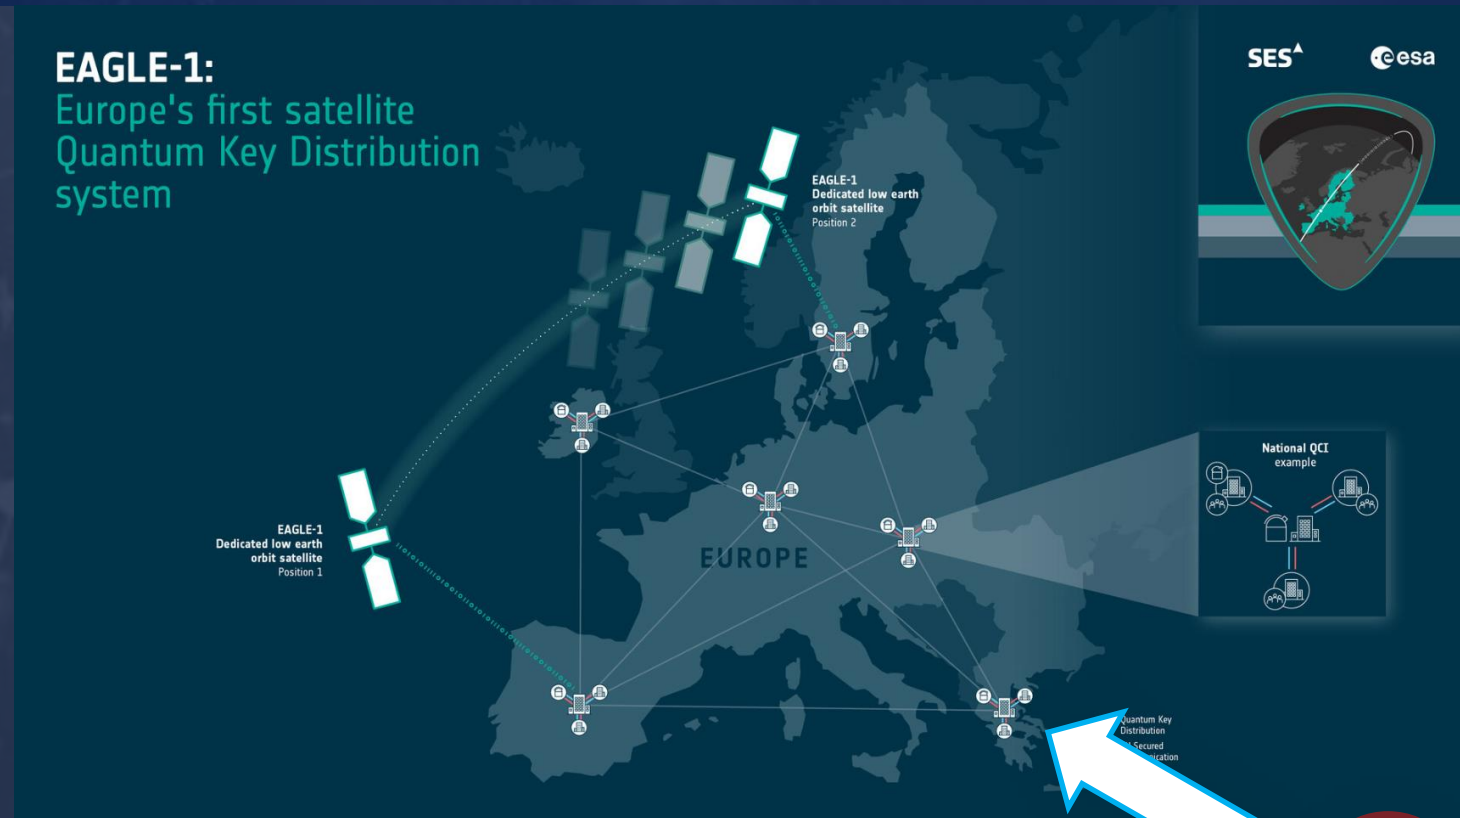 EAGLE-1:
Europe's first satellite
Quantum Key Distribution
system
SES
esa
EAGLE-1
Dedicated low earth
orbit satellite
Position 2
EAGLE-1
Dedicated low earth
orbit satellite
Position 1
EUROPE
National QCI
example
Quantum Key
Distribution
Secured